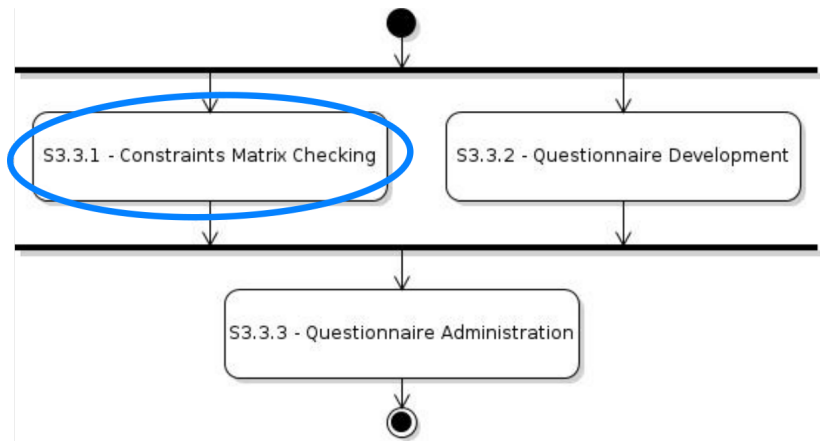 S3.3.1 - Constraints Matrix Checking
S3.3.2 - Questionnaire Development
S3.3.3 - Questionnaire Administration